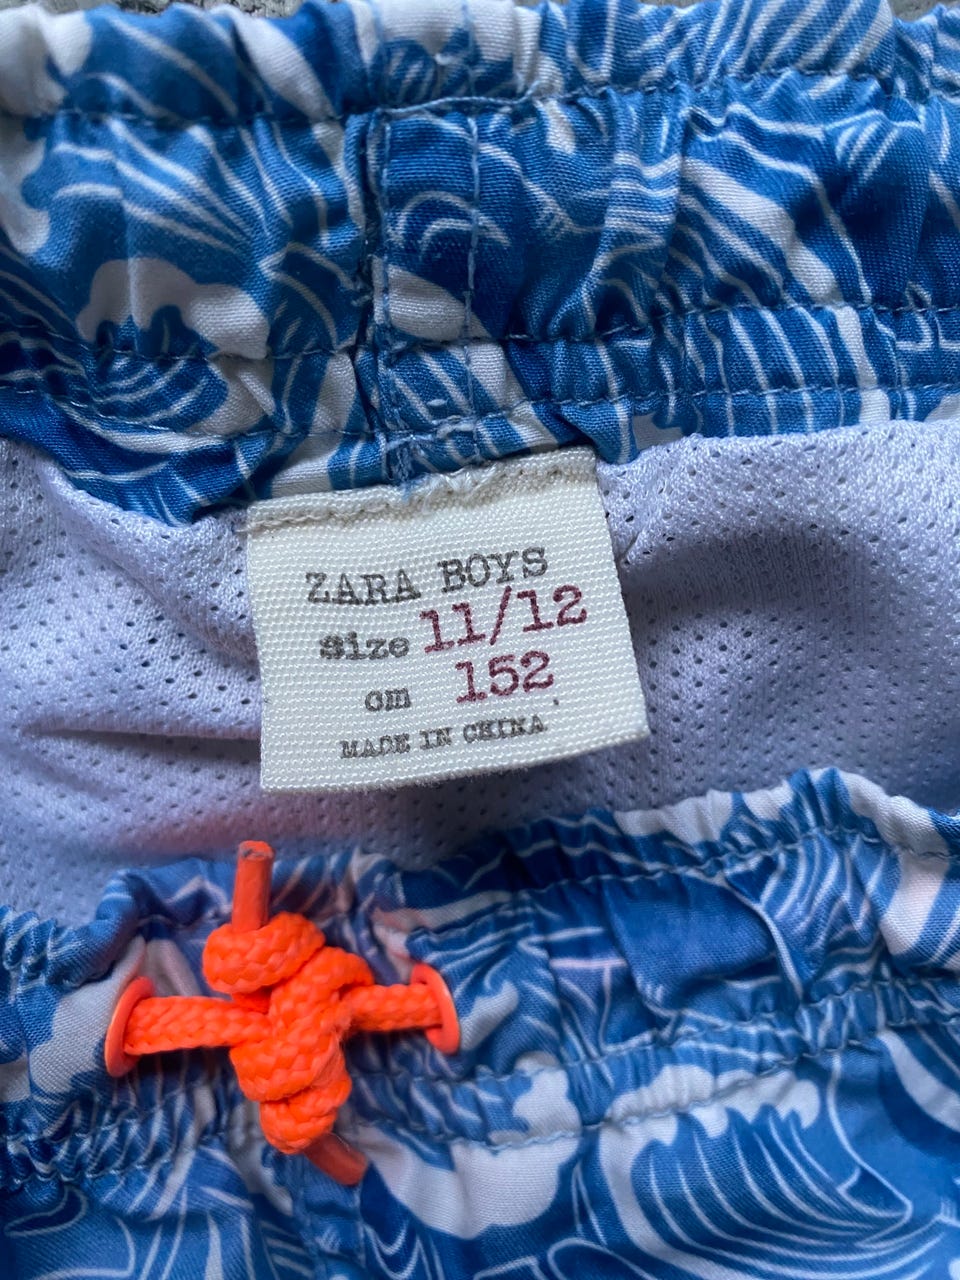 ZARA BOYS
size 11/12
cm 152
MADE IN CHINA